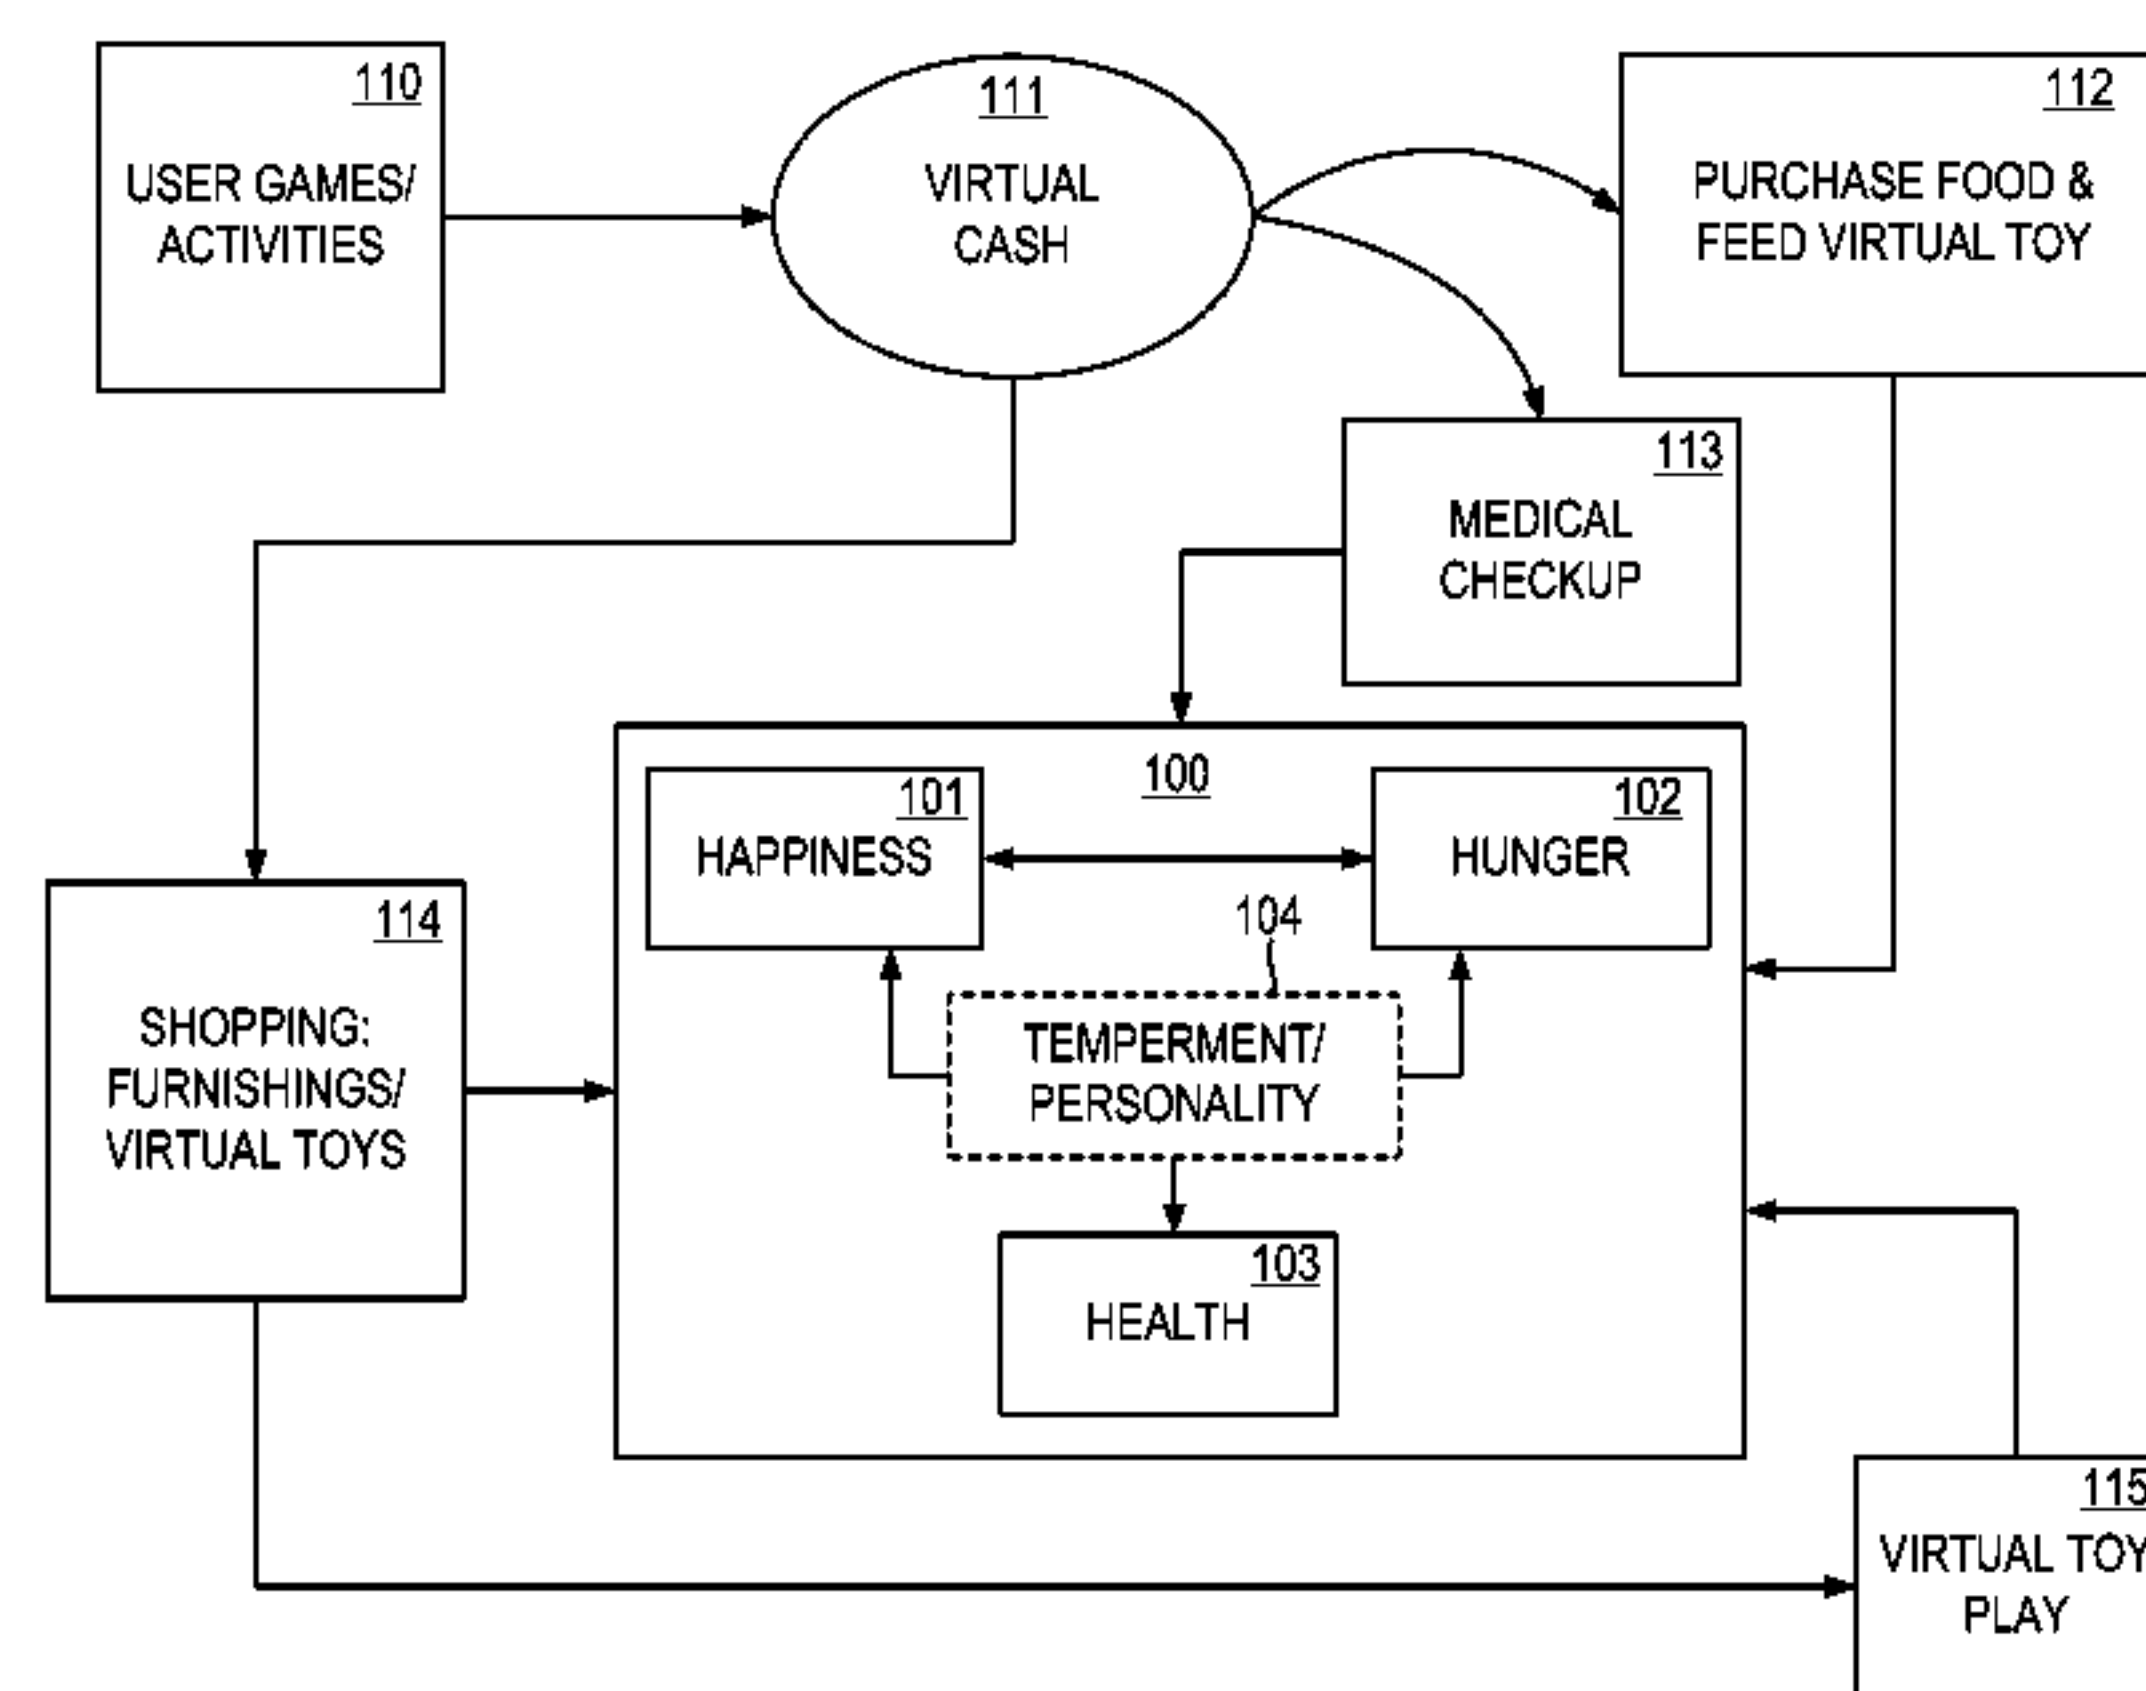 110
USER GAMES/
ACTIVITIES
111
VIRTUAL
CASH
112
PURCHASE FOOD &
FEED VIRTUAL TOY
113
MEDICAL
CHECKUP
100
101
HAPPINESS
102
HUNGER
104
TEMPERMENT/
PERSONALITY
103
HEALTH
114
SHOPPING:
FURNISHINGS/
VIRTUAL TOYS
115
VIRTUAL TOY
PLAY